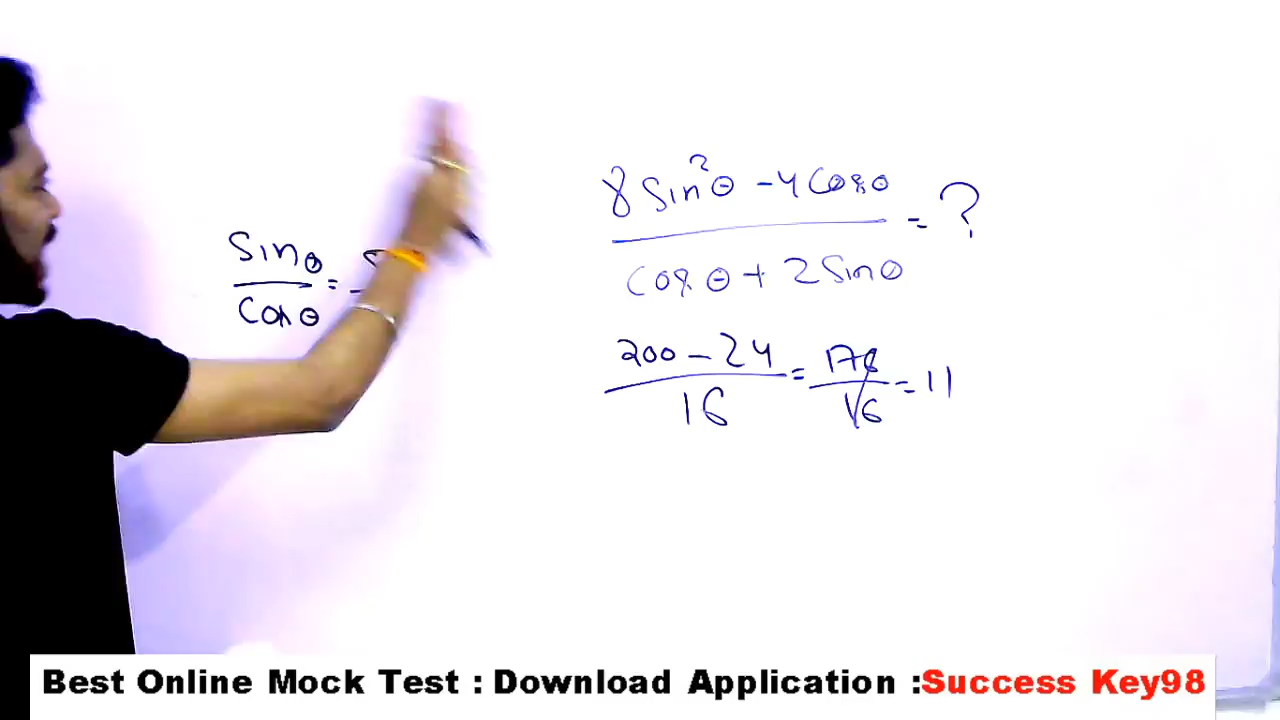 8 Sin²θ - 4 Cosθ / Cosθ + 2 Sinθ = ?
Sinθ / Cosθ =
200 - 24 / 16 = 176 / 16 = 11
Best Online Mock Test : Download Application :Success Key98